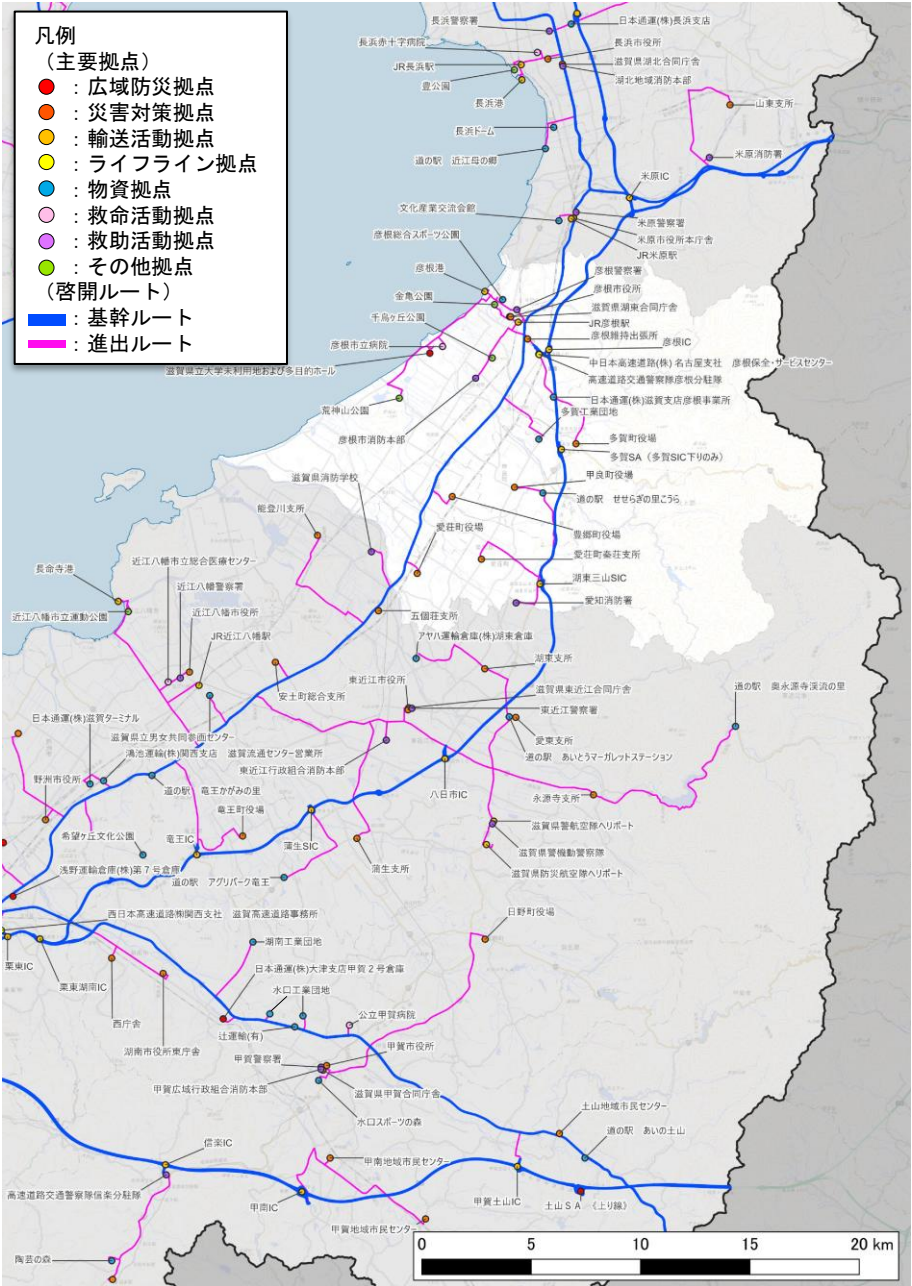 凡例
（主要拠点）
：広域防災拠点
：災害対策拠点
：輸送活動拠点
：ライフライン拠点
：物資拠点
：救命活動拠点
：救助活動拠点
：その他拠点
（啓開ルート）
：基幹ルート
：進出ルート
長浜警察署
日本通運(株)長浜支店
長浜赤十字病院
長浜市役所
JR長浜駅
滋賀県湖北合同庁舎
湖北地域消防本部
豊公園
長浜港
山東支所
長浜ドーム
道の駅 近江母の郷
米原消防署
米原IC
文化産業交流会館
米原警察署
米原市役所本庁舎
JR米原駅
彦根総合スポーツ公園
彦根港
彦根警察署
彦根市役所
金亀公園
滋賀県湖東合同庁舎
千鳥ヶ丘公園
JR彦根駅
彦根維持出張所
彦根IC
彦根市立病院
中日本高速道路(株)名古屋支社 彦根保全・サービスセンター
滋賀県立大学未利用地および多目的ホール
高速道路交通警察隊彦根分駐隊
日本通運(株)滋賀支店彦根事業所
荒神山公園
多賀工業団地
彦根市消防本部
多賀町役場
多賀SA（多賀SIC下りのみ）
滋賀県消防学校
甲良町役場
道の駅 せせらぎの里こうら
能登川支所
豊郷町役場
愛荘町役場
愛荘町秦荘支所
近江八幡市立総合医療センター
長命寺港
近江八幡警察署
湖東三山SIC
近江八幡市立運動公園
近江八幡市役所
愛知消防署
五個荘支所
JR近江八幡駅
アヤハ運輸倉庫(株)湖東倉庫
湖東支所
安土町総合支所
東近江市役所
滋賀県東近江合同庁舎
道の駅 奥永源寺渓流の里
日本通運(株)滋賀ターミナル
東近江警察署
滋賀県立男女共同参画センター
愛東支所
鴻池運輸(株)関西支店 滋賀流通センター営業所
道の駅 あいとうマーガレットステーション
東近江行政組合消防本部
野洲市役所
道の駅 竜王かがみの里
八日市IC
永源寺支所
竜王町役場
滋賀県警航空隊ヘリポート
希望ヶ丘文化公園
竜王IC
蒲生SIC
滋賀県警機動警察隊
蒲生支所
滋賀県防災航空隊ヘリポート
浅野運輸倉庫(株)第７号倉庫
道の駅 アグリパーク竜王
西日本高速道路㈱関西支社 滋賀高速道路事務所
日野町役場
湖南工業団地
栗東IC
日本通運(株)大津支店甲賀２号倉庫
栗東湖南IC
水口工業団地
西庁舎
公立甲賀病院
湖南市役所東庁舎
辻運輸(有)
甲賀警察署
甲賀市役所
甲賀広域行政組合消防本部
滋賀県甲賀合同庁舎
水口スポーツの森
土山地域市民センター
道の駅 あいの土山
信楽IC
甲南地域市民センター
高速道路交通警察隊信楽分駐隊
甲南IC
甲賀土山IC
土山ＳＡ（上り線）
甲賀地域市民センター
陶芸の森
0 5 10 15 20 km